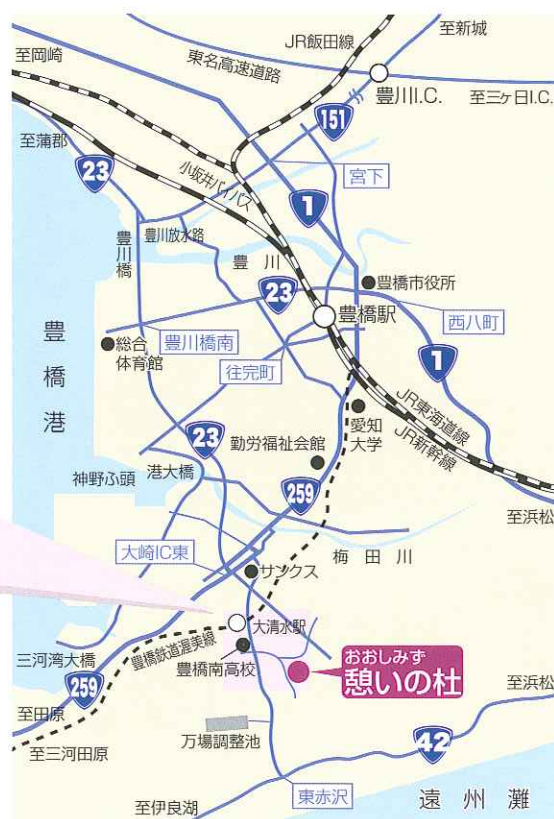 至新城
JR飯田線
至岡崎
東名高速道路
豊川I.C.
至三ヶ日I.C.
151
至蒲郡
23
小坂井バイパス
宮下
1
豊川橋
豊川放水路
豊川
23
豊橋市役所
豊橋駅
西八町
豊川橋南
総合
体育館
往完町
1
豊橋港
JR東海道線
JR新幹線
愛知
大学
23
勤労福祉会館
神野ふ頭
港大橋
259
至浜松
大崎IC東
梅田川
サンクス
大清水駅
三河湾大橋
豊橋鉄道渥美線
豊橋南高校
おおしみず
憩いの杜
259
至田原
至浜松
至三河田原
万場調整池
42
東赤沢
至伊良湖
遠州灘